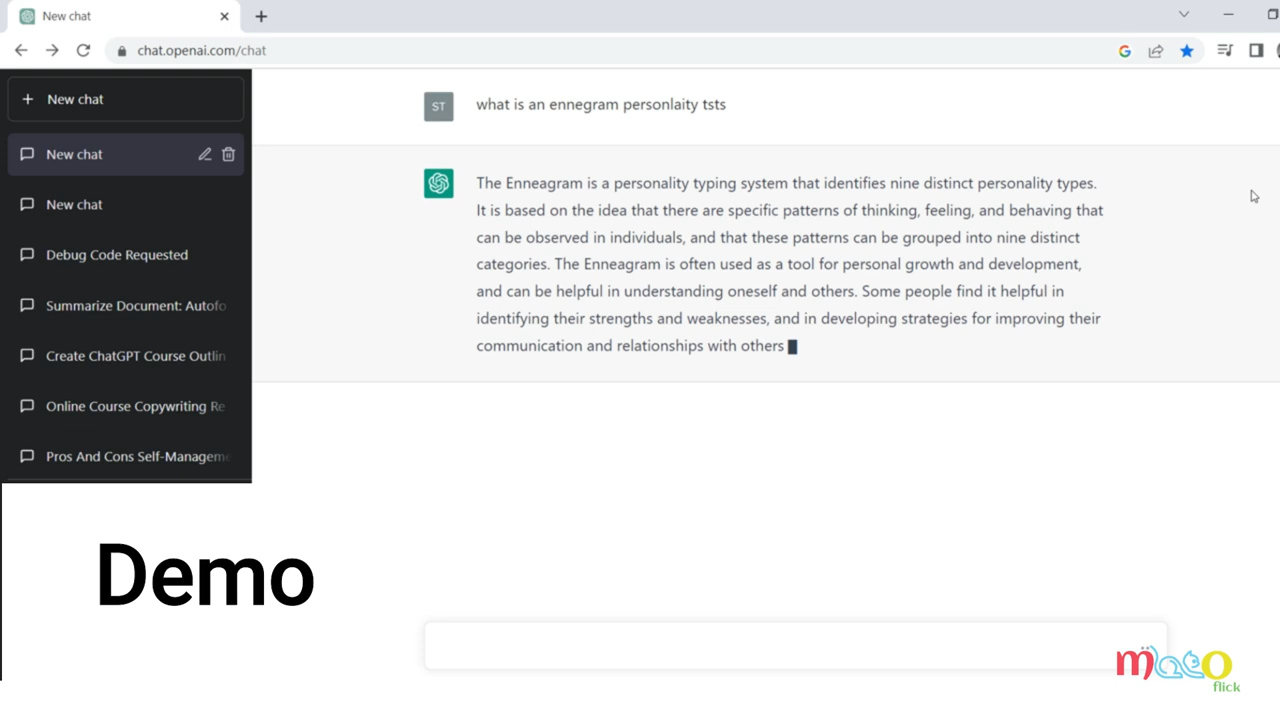 New chat
chat.openai.com/chat
New chat
New chat
New chat
Debug Code Requested
Summarize Document: Autofo
Create ChatGPT Course Outlin
Online Course Copywriting Re
Pros And Cons Self-Managem
ST
what is an ennegram personlaity tsts
The Enneagram is a personality typing system that identifies nine distinct personality types.
It is based on the idea that there are specific patterns of thinking, feeling, and behaving that
can be observed in individuals, and that these patterns can be grouped into nine distinct
categories. The Enneagram is often used as a tool for personal growth and development,
and can be helpful in understanding oneself and others. Some people find it helpful in
identifying their strengths and weaknesses, and in developing strategies for improving their
communication and relationships with others
Demo
flick